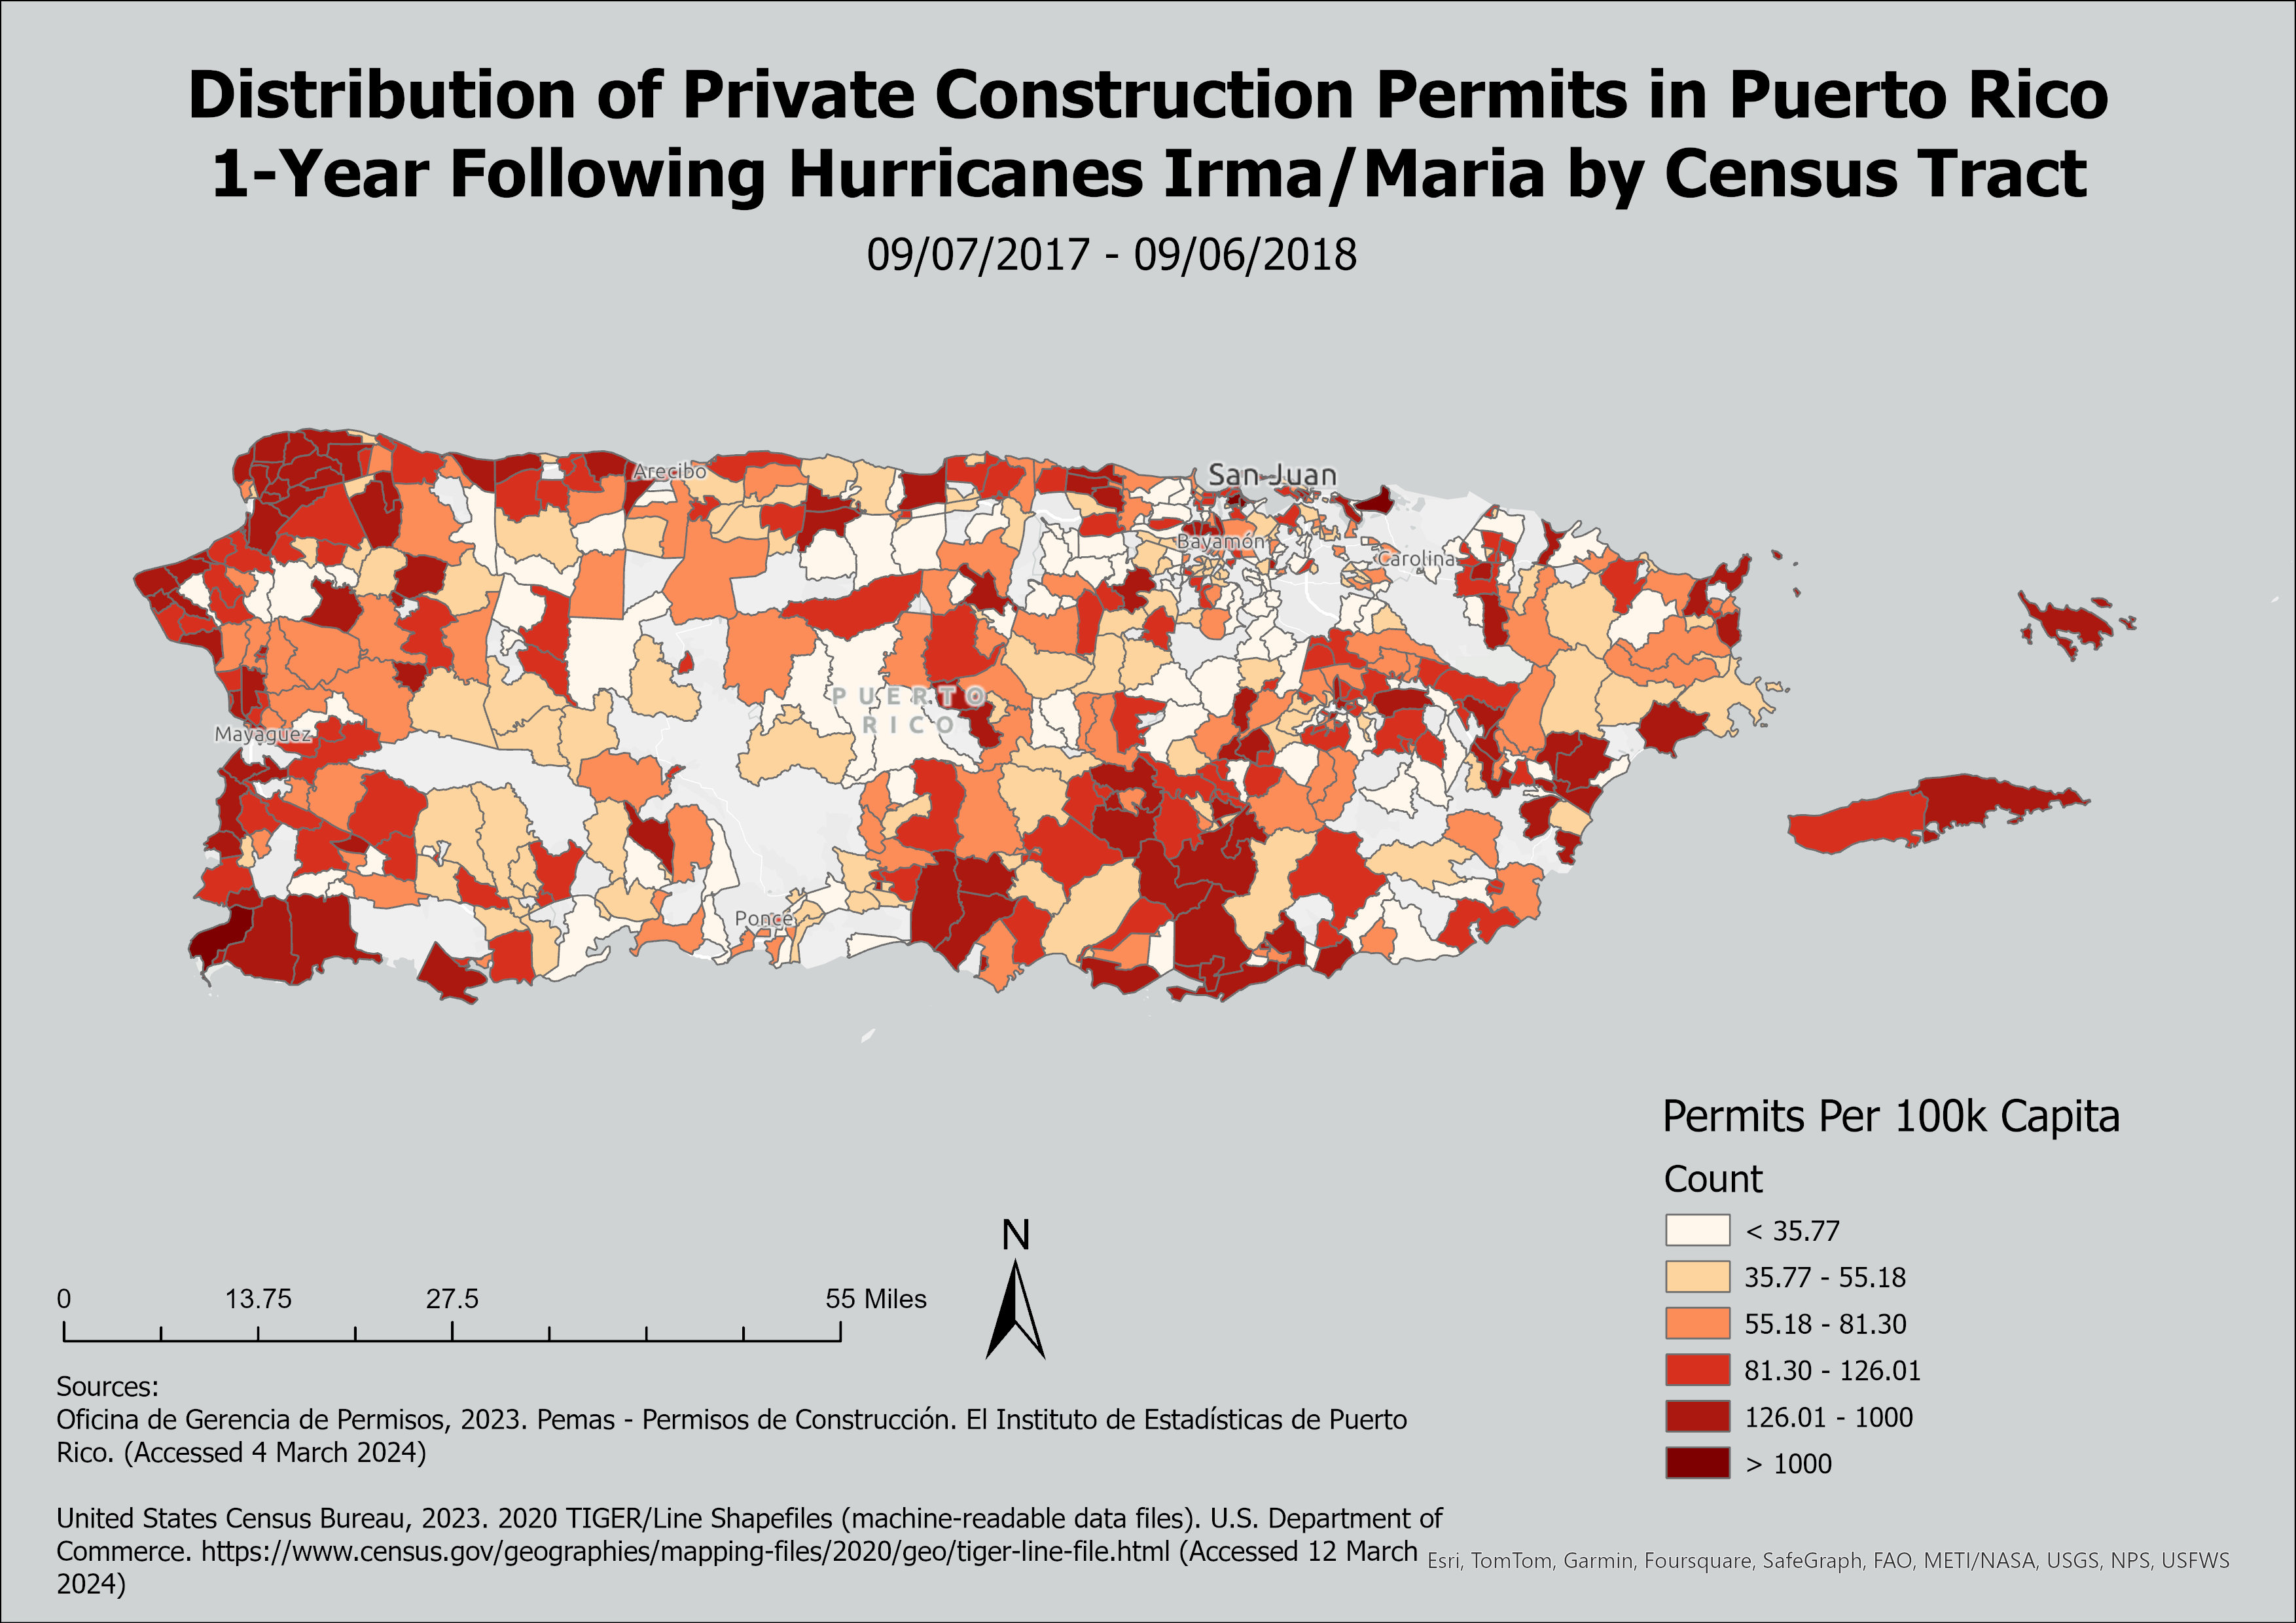 Distribution of Private Construction Permits in Puerto Rico
1-Year Following Hurricanes Irma/Maria by Census Tract
09/07/2017 - 09/06/2018
Arecibo
San Juan
Bayamón
Carolina
PUERTO
RICO
Mayagüez
Ponce
Permits Per 100k Capita
Count
< 35.77
35.77 - 55.18
55.18 - 81.30
81.30 - 126.01
126.01 - 1000
> 1000
N
0 13.75 27.5 55 Miles
Sources:
Oficina de Gerencia de Permisos, 2023. Pemas - Permisos de Construcción. El Instituto de Estadísticas de Puerto
Rico. (Accessed 4 March 2024)
United States Census Bureau, 2023. 2020 TIGER/Line Shapefiles (machine-readable data files). U.S. Department of
Commerce. https://www.census.gov/geographies/mapping-files/2020/geo/tiger-line-file.html (Accessed 12 March
2024)
Esri, TomTom, Garmin, Foursquare, SafeGraph, FAO, METI/NASA, USGS, NPS, USFWS